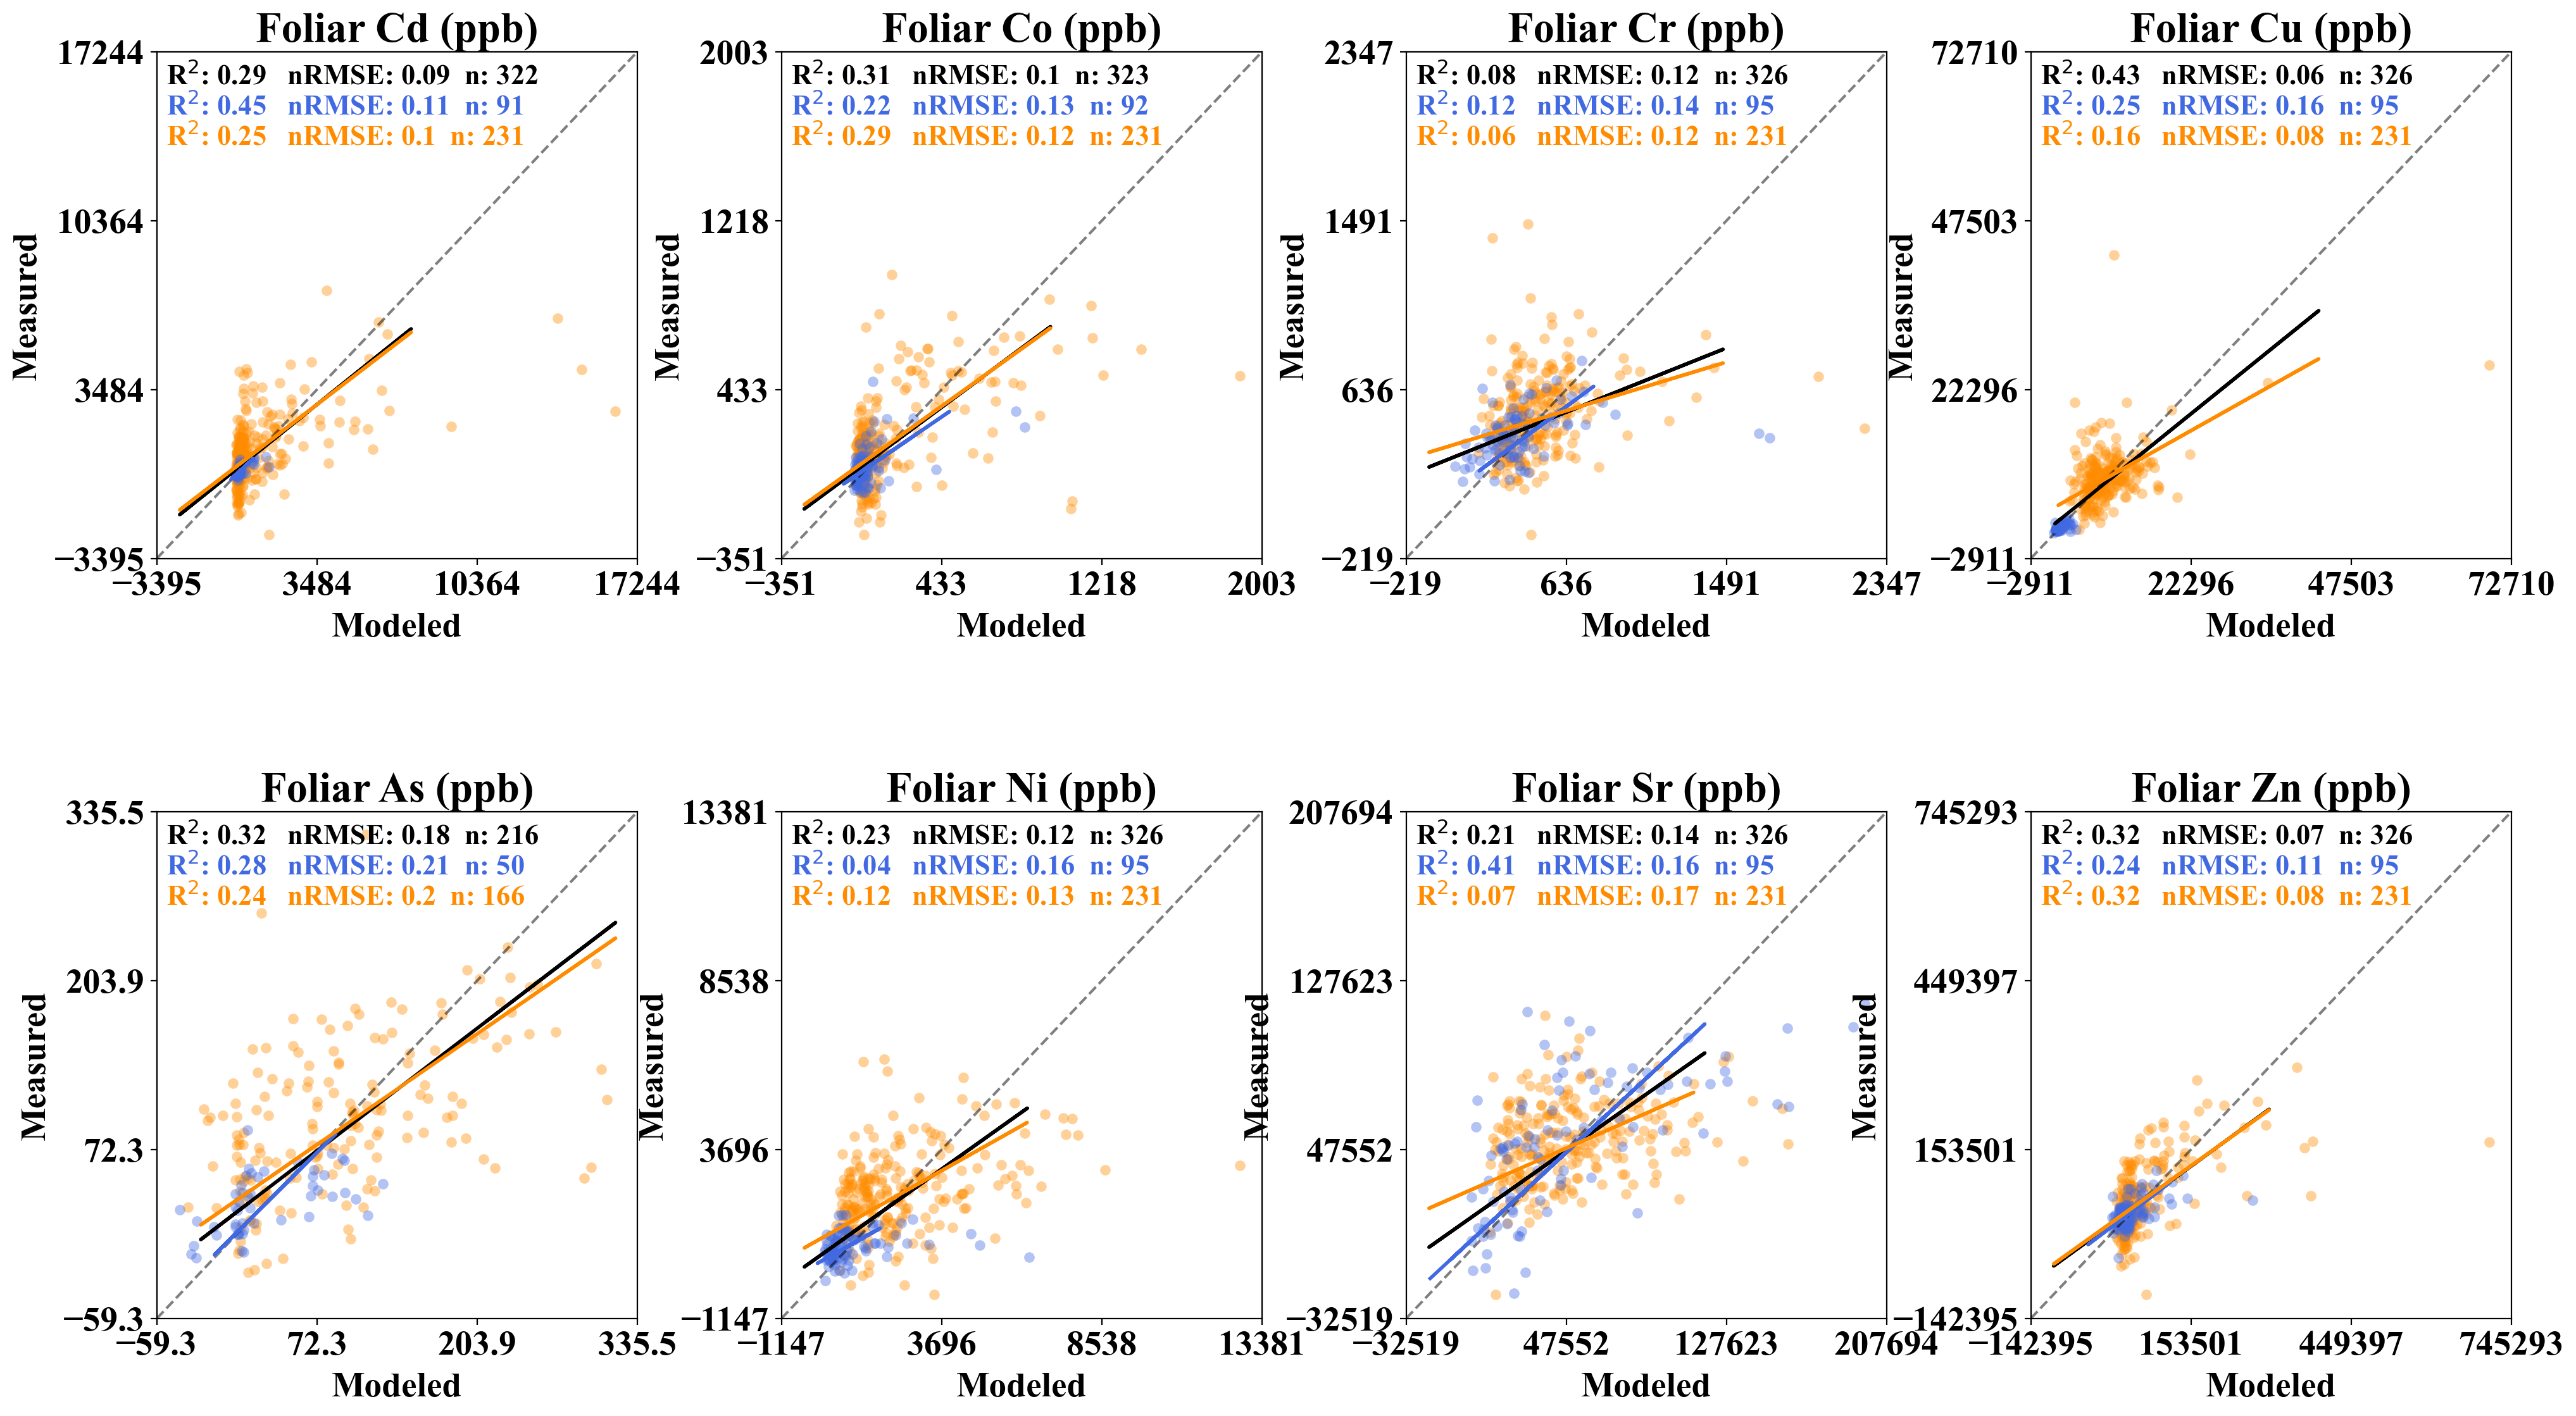 Foliar Cd (ppb)
17244
10364
3484
−3395
Measured
R²: 0.29 nRMSE: 0.09 n: 322
R²: 0.45 nRMSE: 0.11 n: 91
R²: 0.25 nRMSE: 0.1 n: 231
−3395 3484 10364 17244
Modeled
Foliar Co (ppb)
2003
1218
433
−351
Measured
R²: 0.31 nRMSE: 0.1 n: 323
R²: 0.22 nRMSE: 0.13 n: 92
R²: 0.29 nRMSE: 0.12 n: 231
−351 433 1218 2003
Modeled
Foliar Cr (ppb)
2347
1491
636
−219
Measured
R²: 0.08 nRMSE: 0.12 n: 326
R²: 0.12 nRMSE: 0.14 n: 95
R²: 0.06 nRMSE: 0.12 n: 231
−219 636 1491 2347
Modeled
Foliar Cu (ppb)
72710
47503
22296
−2911
Measured
R²: 0.43 nRMSE: 0.06 n: 326
R²: 0.25 nRMSE: 0.16 n: 95
R²: 0.16 nRMSE: 0.08 n: 231
−2911 22296 47503 72710
Modeled
Foliar As (ppb)
335.5
203.9
72.3
−59.3
Measured
R²: 0.32 nRMSE: 0.18 n: 216
R²: 0.28 nRMSE: 0.21 n: 50
R²: 0.24 nRMSE: 0.2 n: 166
−59.3 72.3 203.9 335.5
Modeled
Foliar Ni (ppb)
13381
8538
3696
−1147
Measured
R²: 0.23 nRMSE: 0.12 n: 326
R²: 0.04 nRMSE: 0.16 n: 95
R²: 0.12 nRMSE: 0.13 n: 231
−1147 3696 8538 13381
Modeled
Foliar Sr (ppb)
207694
127623
47552
−32519
Measured
R²: 0.21 nRMSE: 0.14 n: 326
R²: 0.41 nRMSE: 0.16 n: 95
R²: 0.07 nRMSE: 0.17 n: 231
−32519 47552 127623 207694
Modeled
Foliar Zn (ppb)
745293
449397
153501
−142395
Measured
R²: 0.32 nRMSE: 0.07 n: 326
R²: 0.24 nRMSE: 0.11 n: 95
R²: 0.32 nRMSE: 0.08 n: 231
−142395 153501 449397 745293
Modeled